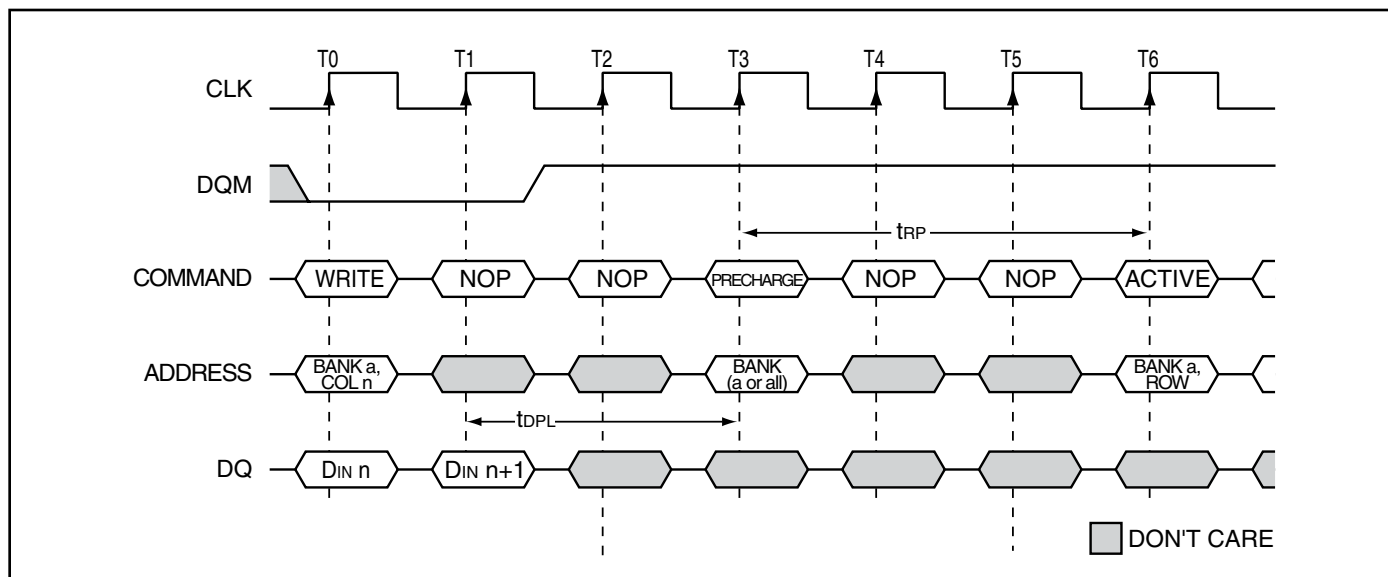 T0 T1 T2 T3 T4 T5 T6
CLK
DQM
tRP
COMMAND WRITE NOP NOP PRECHARGE NOP NOP ACTIVE
ADDRESS
BANK a,
COL n
BANK
(a or all)
BANK a,
ROW
tDPL
DQ DIN n DIN n+1
DON'T CARE